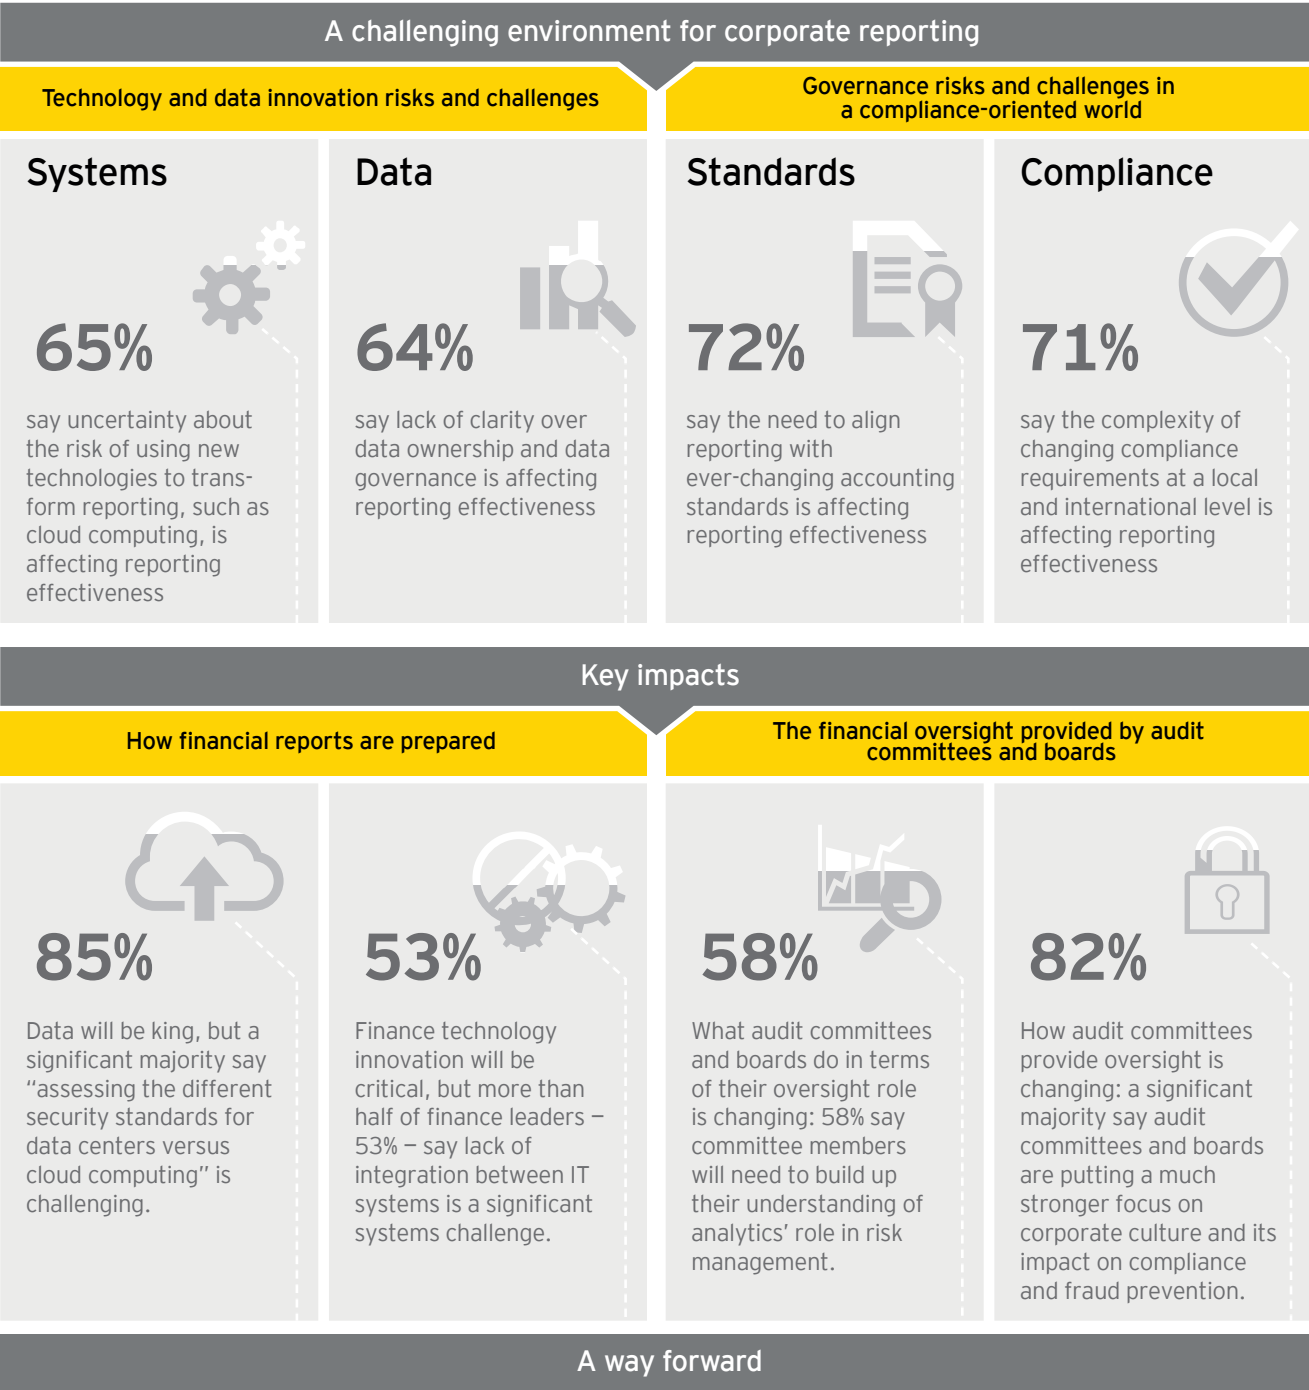 A challenging environment for corporate reporting
Technology and data innovation risks and challenges
Governance risks and challenges in
a compliance-oriented world
Systems
65%
say uncertainty about
the risk of using new
technologies to trans-
form reporting, such as
cloud computing, is
affecting reporting
effectiveness
Data
64%
say lack of clarity over
data ownership and data
governance is affecting
reporting effectiveness
Standards
72%
say the need to align
reporting with
ever-changing accounting
standards is affecting
reporting effectiveness
Compliance
71%
say the complexity of
changing compliance
requirements at a local
and international level is
affecting reporting
effectiveness
Key impacts
How financial reports are prepared
The financial oversight provided by audit
committees and boards
85%
Data will be king, but a
significant majority say
“assessing the different
security standards for
data centers versus
cloud computing” is
challenging.
53%
Finance technology
innovation will be
critical, but more than
half of finance leaders —
53% — say lack of
integration between IT
systems is a significant
systems challenge.
58%
What audit committees
and boards do in terms
of their oversight role
is changing: 58% say
committee members
will need to build up
their understanding of
analytics’ role in risk
management.
82%
How audit committees
provide oversight is
changing: a significant
majority say audit
committees and boards
are putting a much
stronger focus on
corporate culture and its
impact on compliance
and fraud prevention.
A way forward